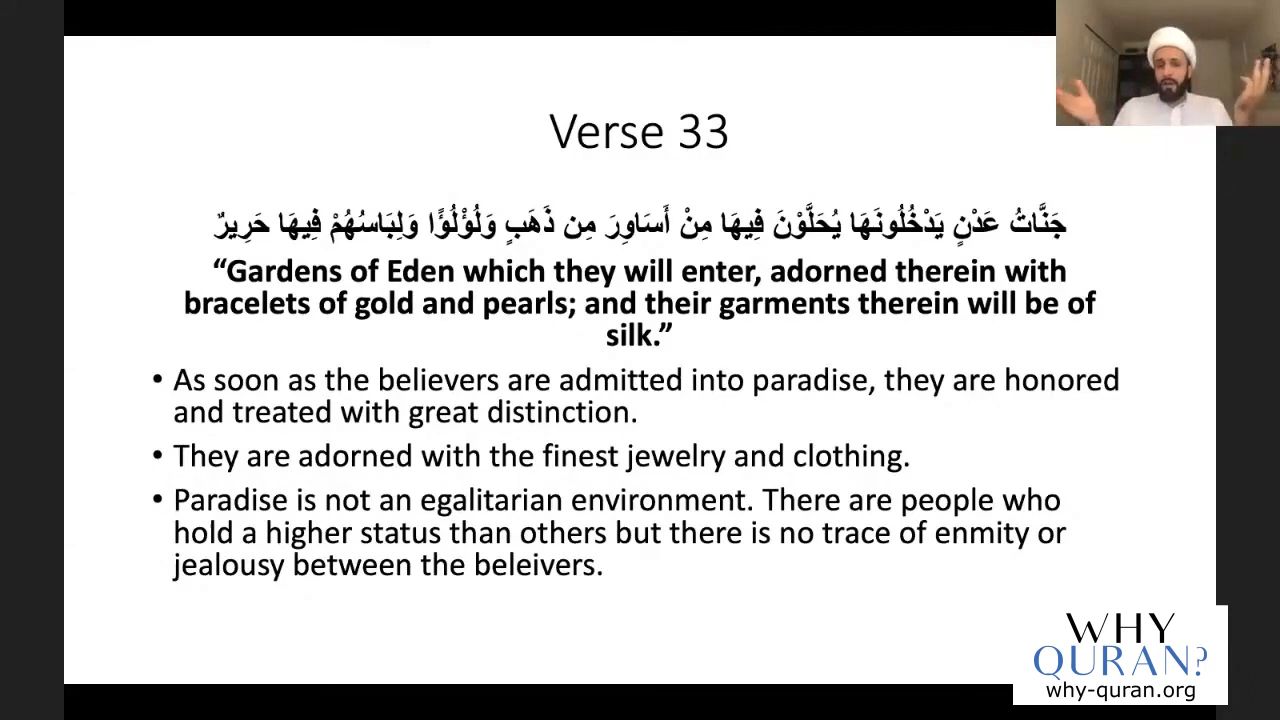 Verse 33
جَنَّاتُ عَدْنٍ يَدْخُلُونَهَا يُحَلَّوْنَ فِيهَا مِنْ أَسَاوِرَ مِن ذَهَبٍ وَلُؤْلُؤًا وَلِبَاسُهُمْ فِيهَا حَرِيرٌ
“Gardens of Eden which they will enter, adorned therein with
bracelets of gold and pearls; and their garments therein will be of
silk.”
• As soon as the believers are admitted into paradise, they are honored
and treated with great distinction.
• They are adorned with the finest jewelry and clothing.
• Paradise is not an egalitarian environment. There are people who
hold a higher status than others but there is no trace of enmity or
jealousy between the beleivers.
WHY
QURAN?
why-quran.org